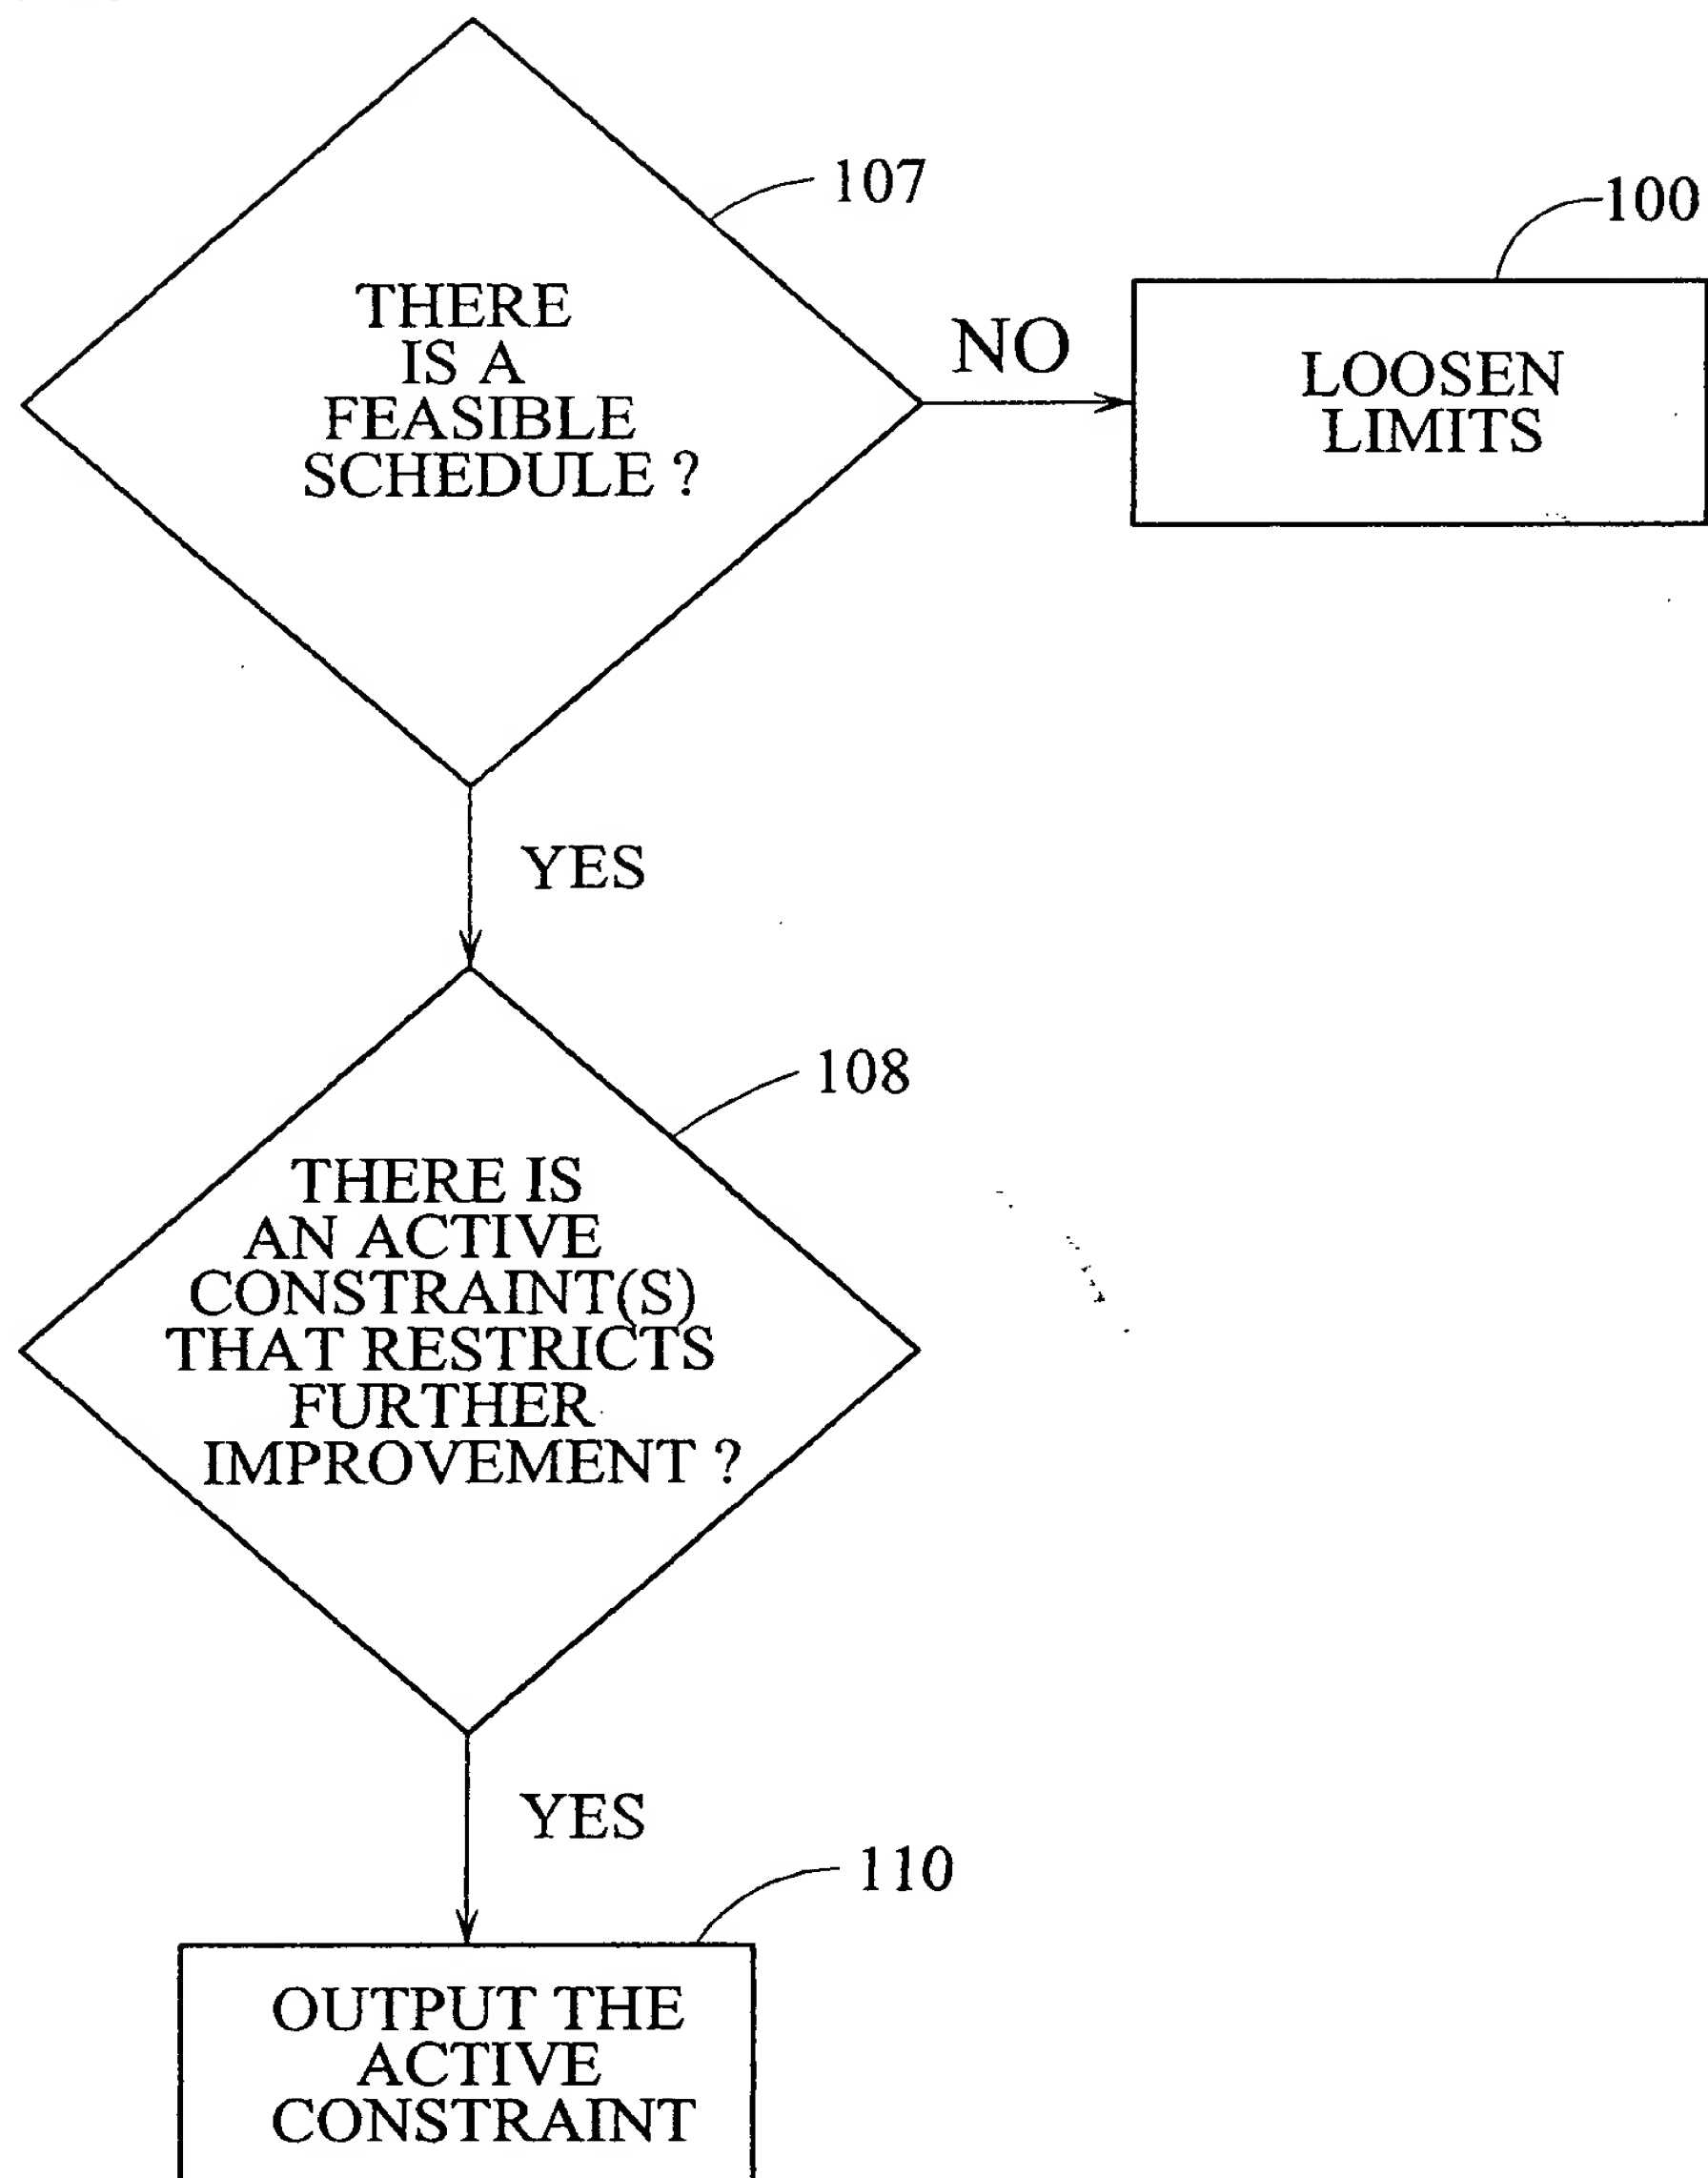 107
100
THERE
IS A
FEASIBLE
SCHEDULE ?
NO
LOOSEN
LIMITS
YES
108
THERE IS
AN ACTIVE
CONSTRAINT(S)
THAT RESTRICTS
FURTHER
IMPROVEMENT ?
YES
110
OUTPUT THE
ACTIVE
CONSTRAINT